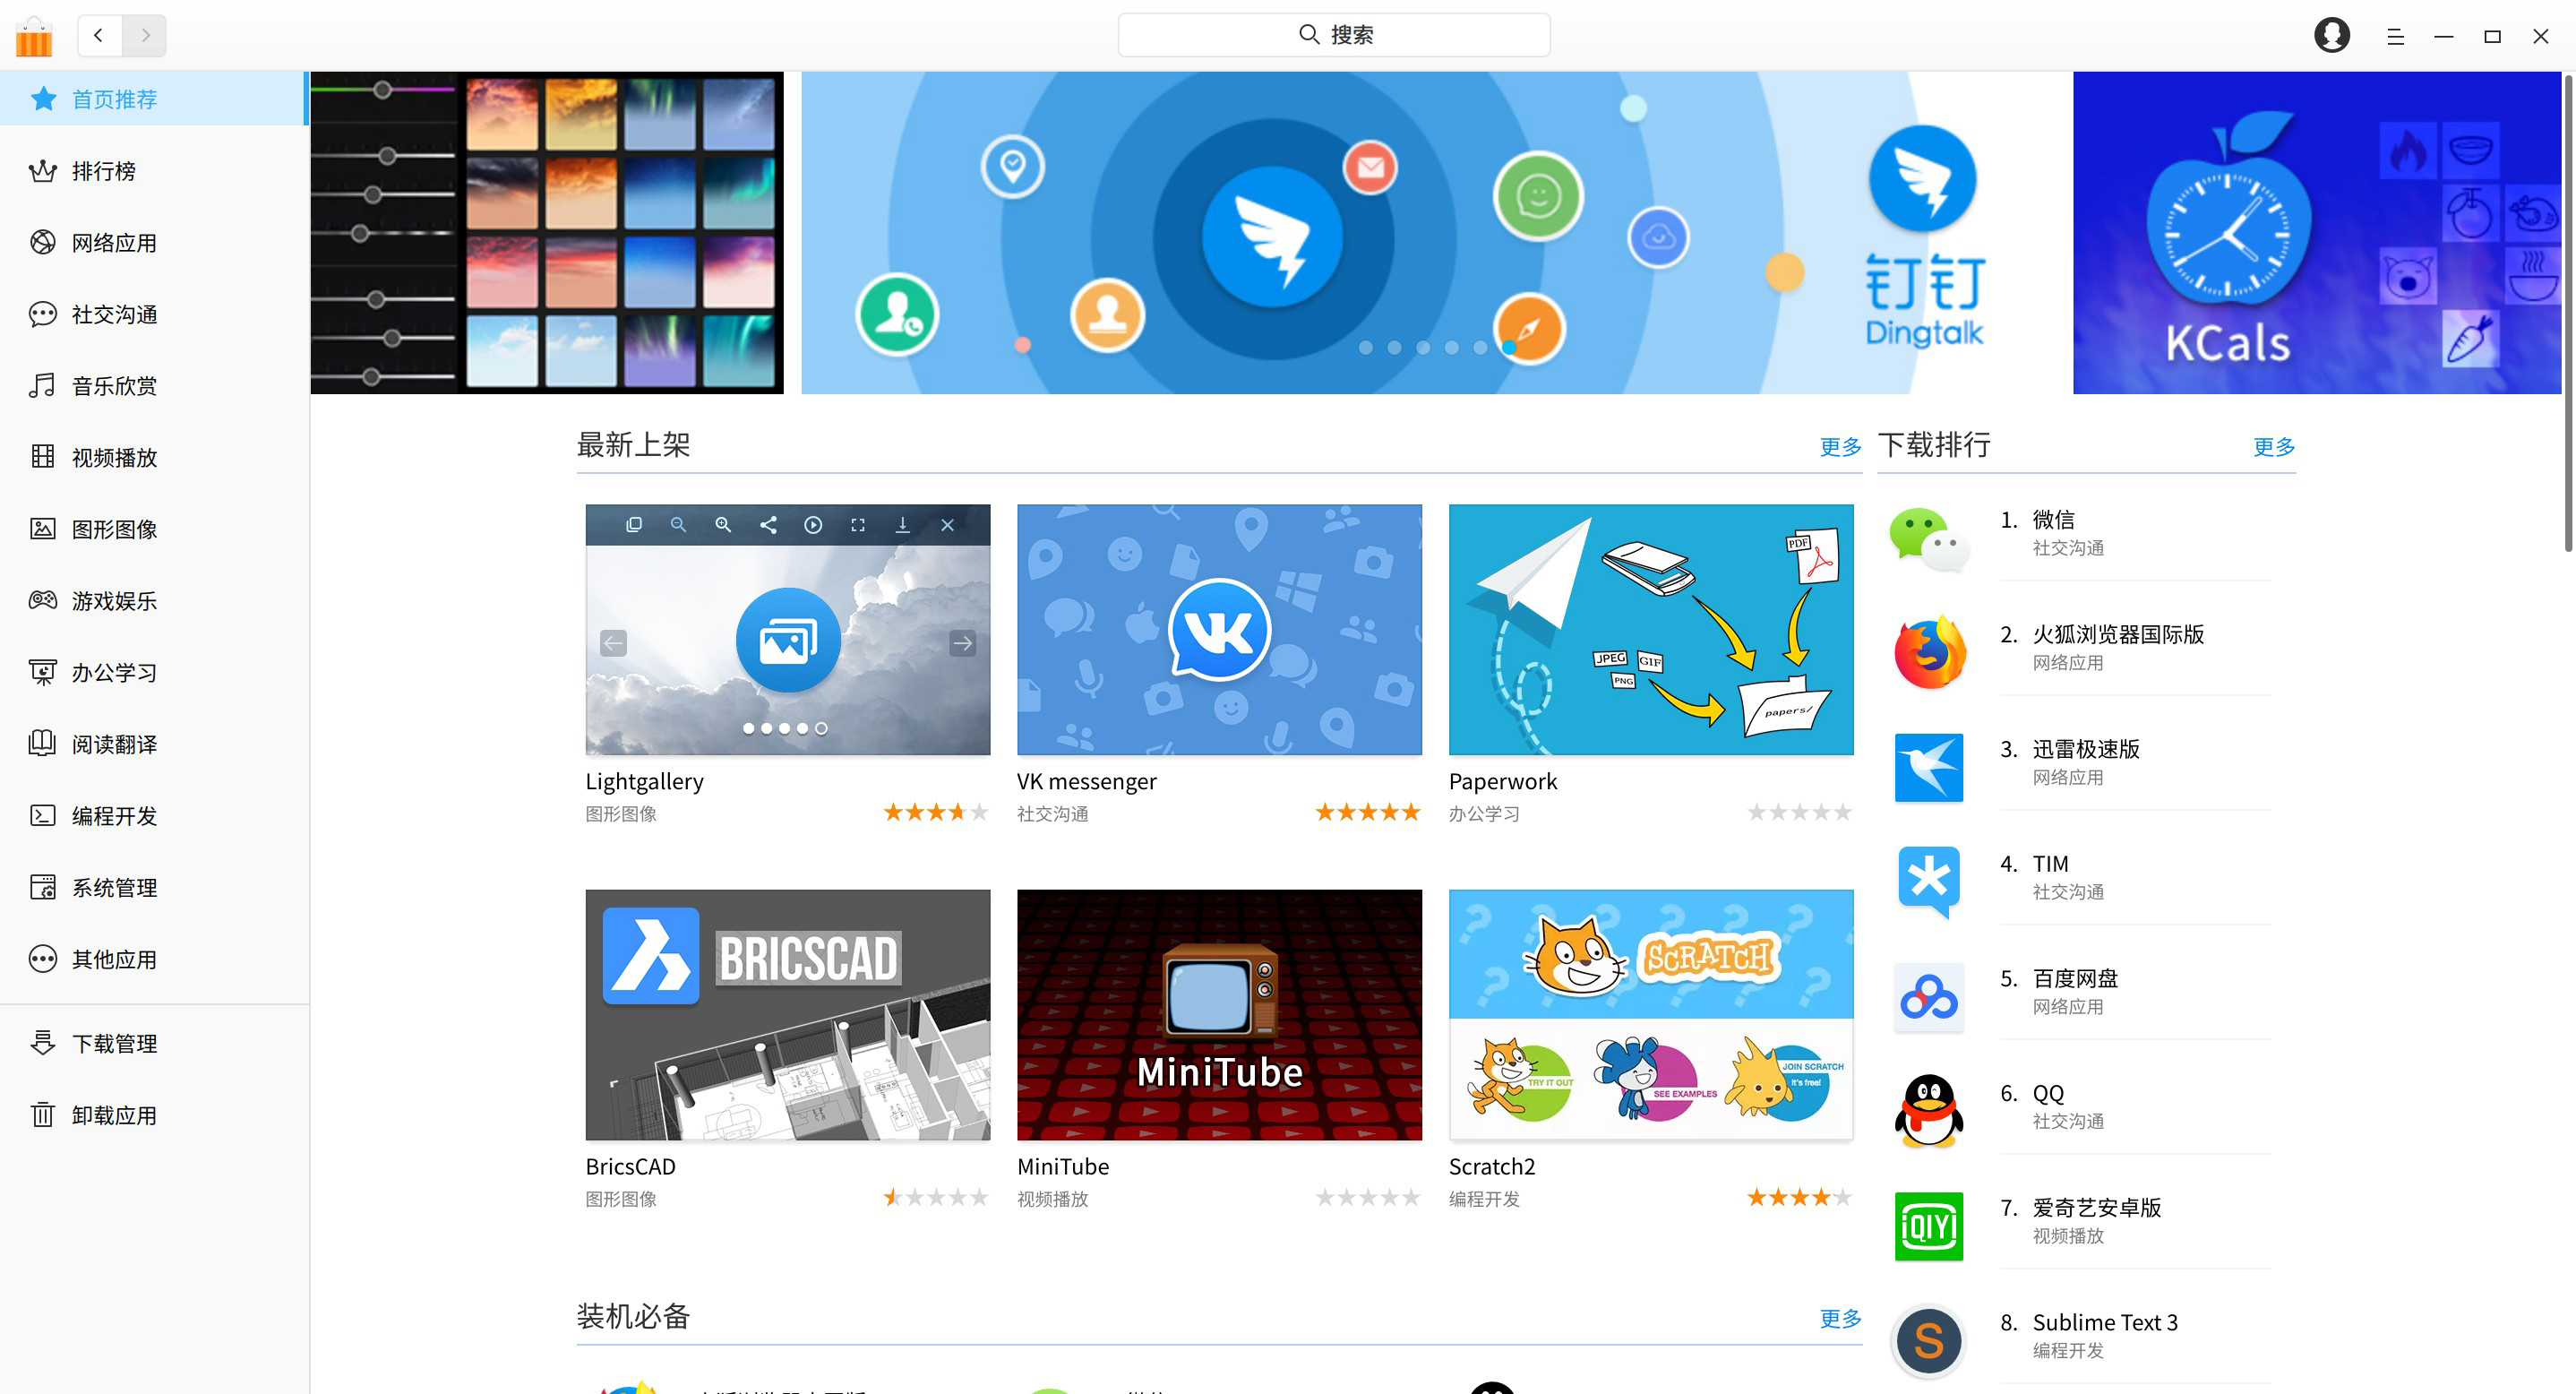 搜索
首页推荐
排行榜
网络应用
社交沟通
音乐欣赏
视频播放
图形图像
游戏娱乐
办公学习
阅读翻译
编程开发
系统管理
其他应用
下载管理
卸载应用
钉钉
Dingtalk
KCals
最新上架
更多
PDF
JPEG
GIF
PNG
papers/
Lightgallery
图形图像
VK messenger
社交沟通
Paperwork
办公学习
BRICSCAD
MiniTube
SCRATCH
TRY IT OUT
SEE EXAMPLES
JOIN SCRATCH
It's free!
BricsCAD
图形图像
MiniTube
视频播放
Scratch2
编程开发
装机必备
更多
下载排行
更多
1. 微信
社交沟通
2. 火狐浏览器国际版
网络应用
3. 迅雷极速版
网络应用
4. TIM
社交沟通
5. 百度网盘
网络应用
6. QQ
社交沟通
iQIYI
7. 爱奇艺安卓版
视频播放
S
8. Sublime Text 3
编程开发